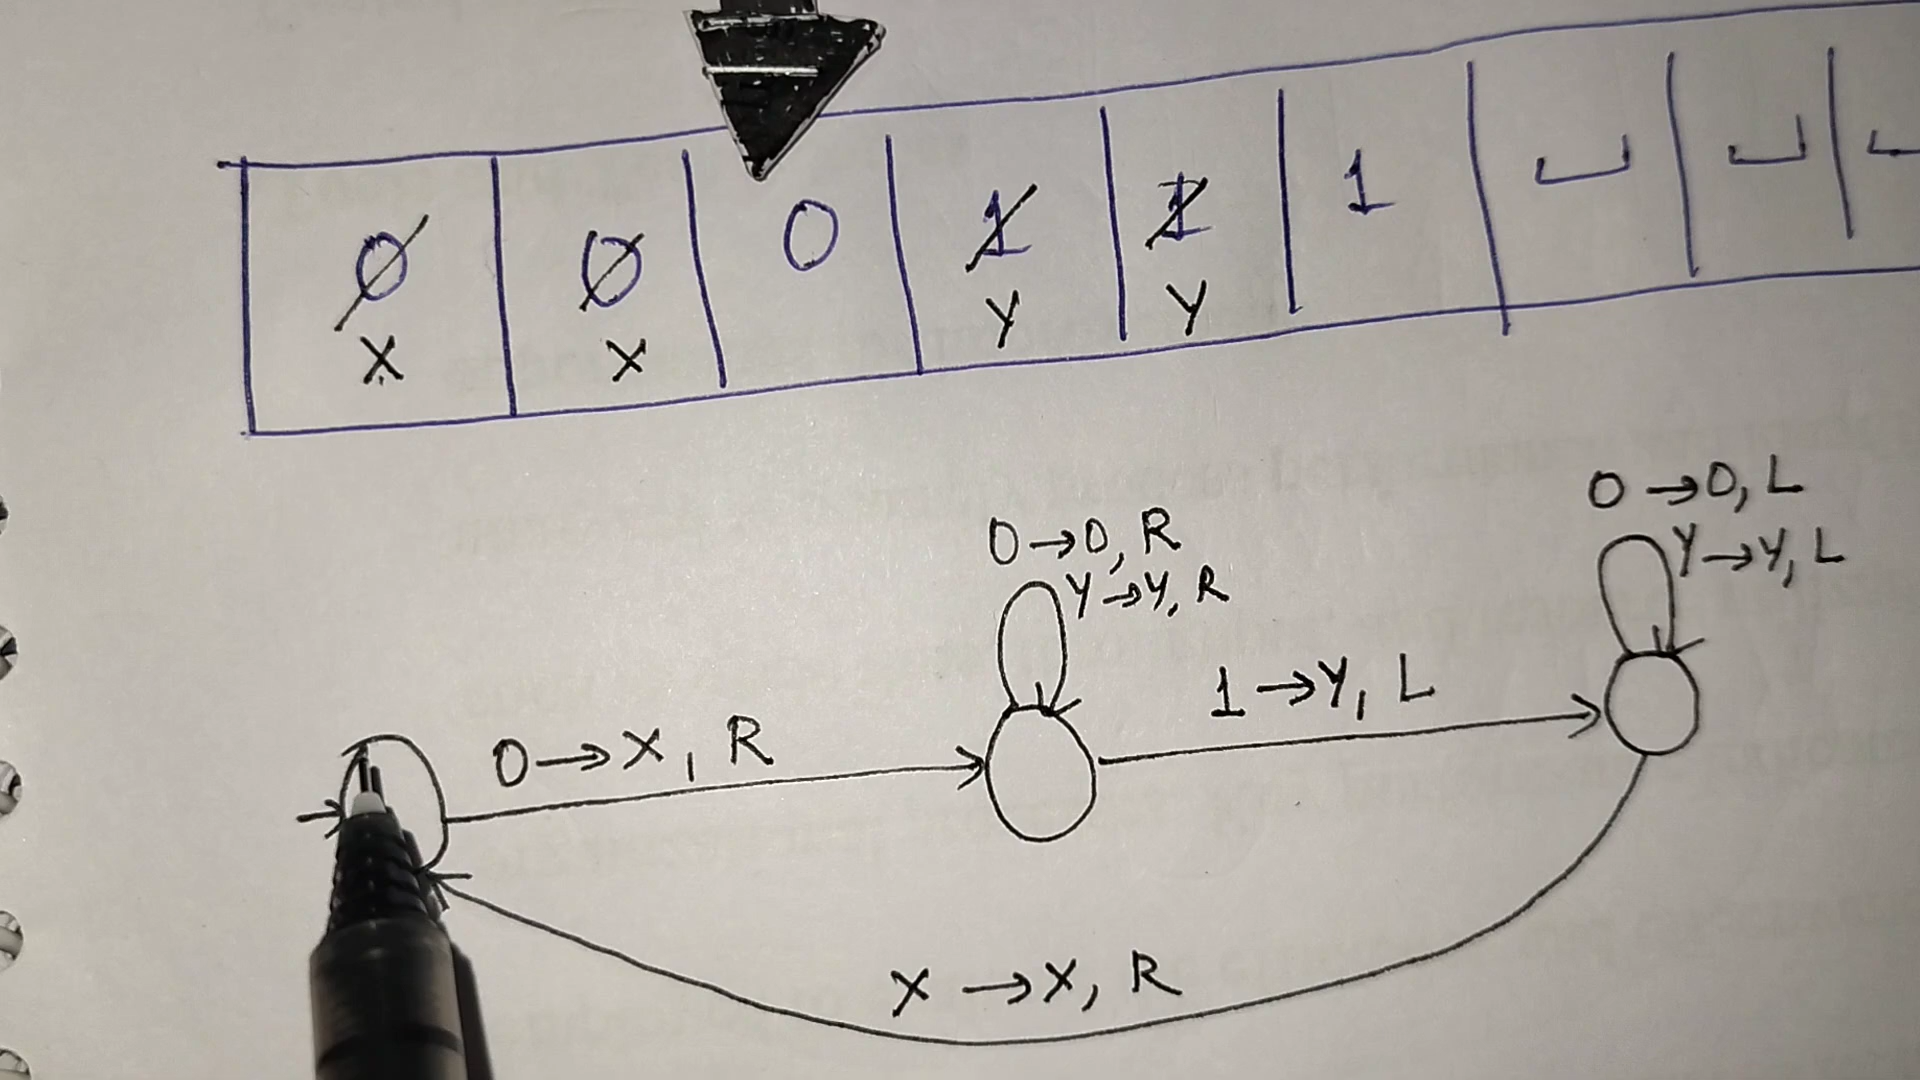 0 0 0 1 1 1 ⎵ ⎵ ⎵
X X Y Y
0→0, L
0→0, R
Y→Y, L
Y→Y, R
1→Y, L
0→X, R
X→X, R